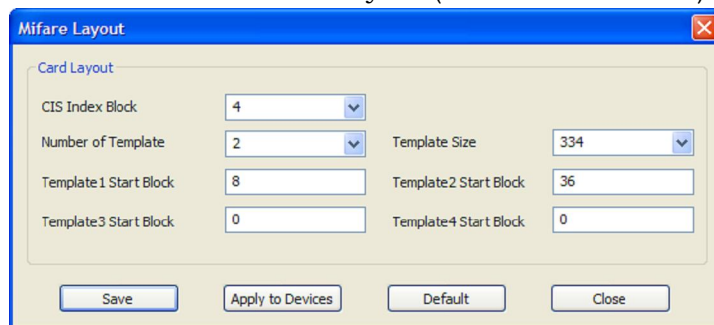 Mifare Layout
Card Layout
CIS Index Block 4
Number of Template 2 Template Size 334
Template1 Start Block 8 Template2 Start Block 36
Template3 Start Block 0 Template4 Start Block 0
Save Apply to Devices Default Close